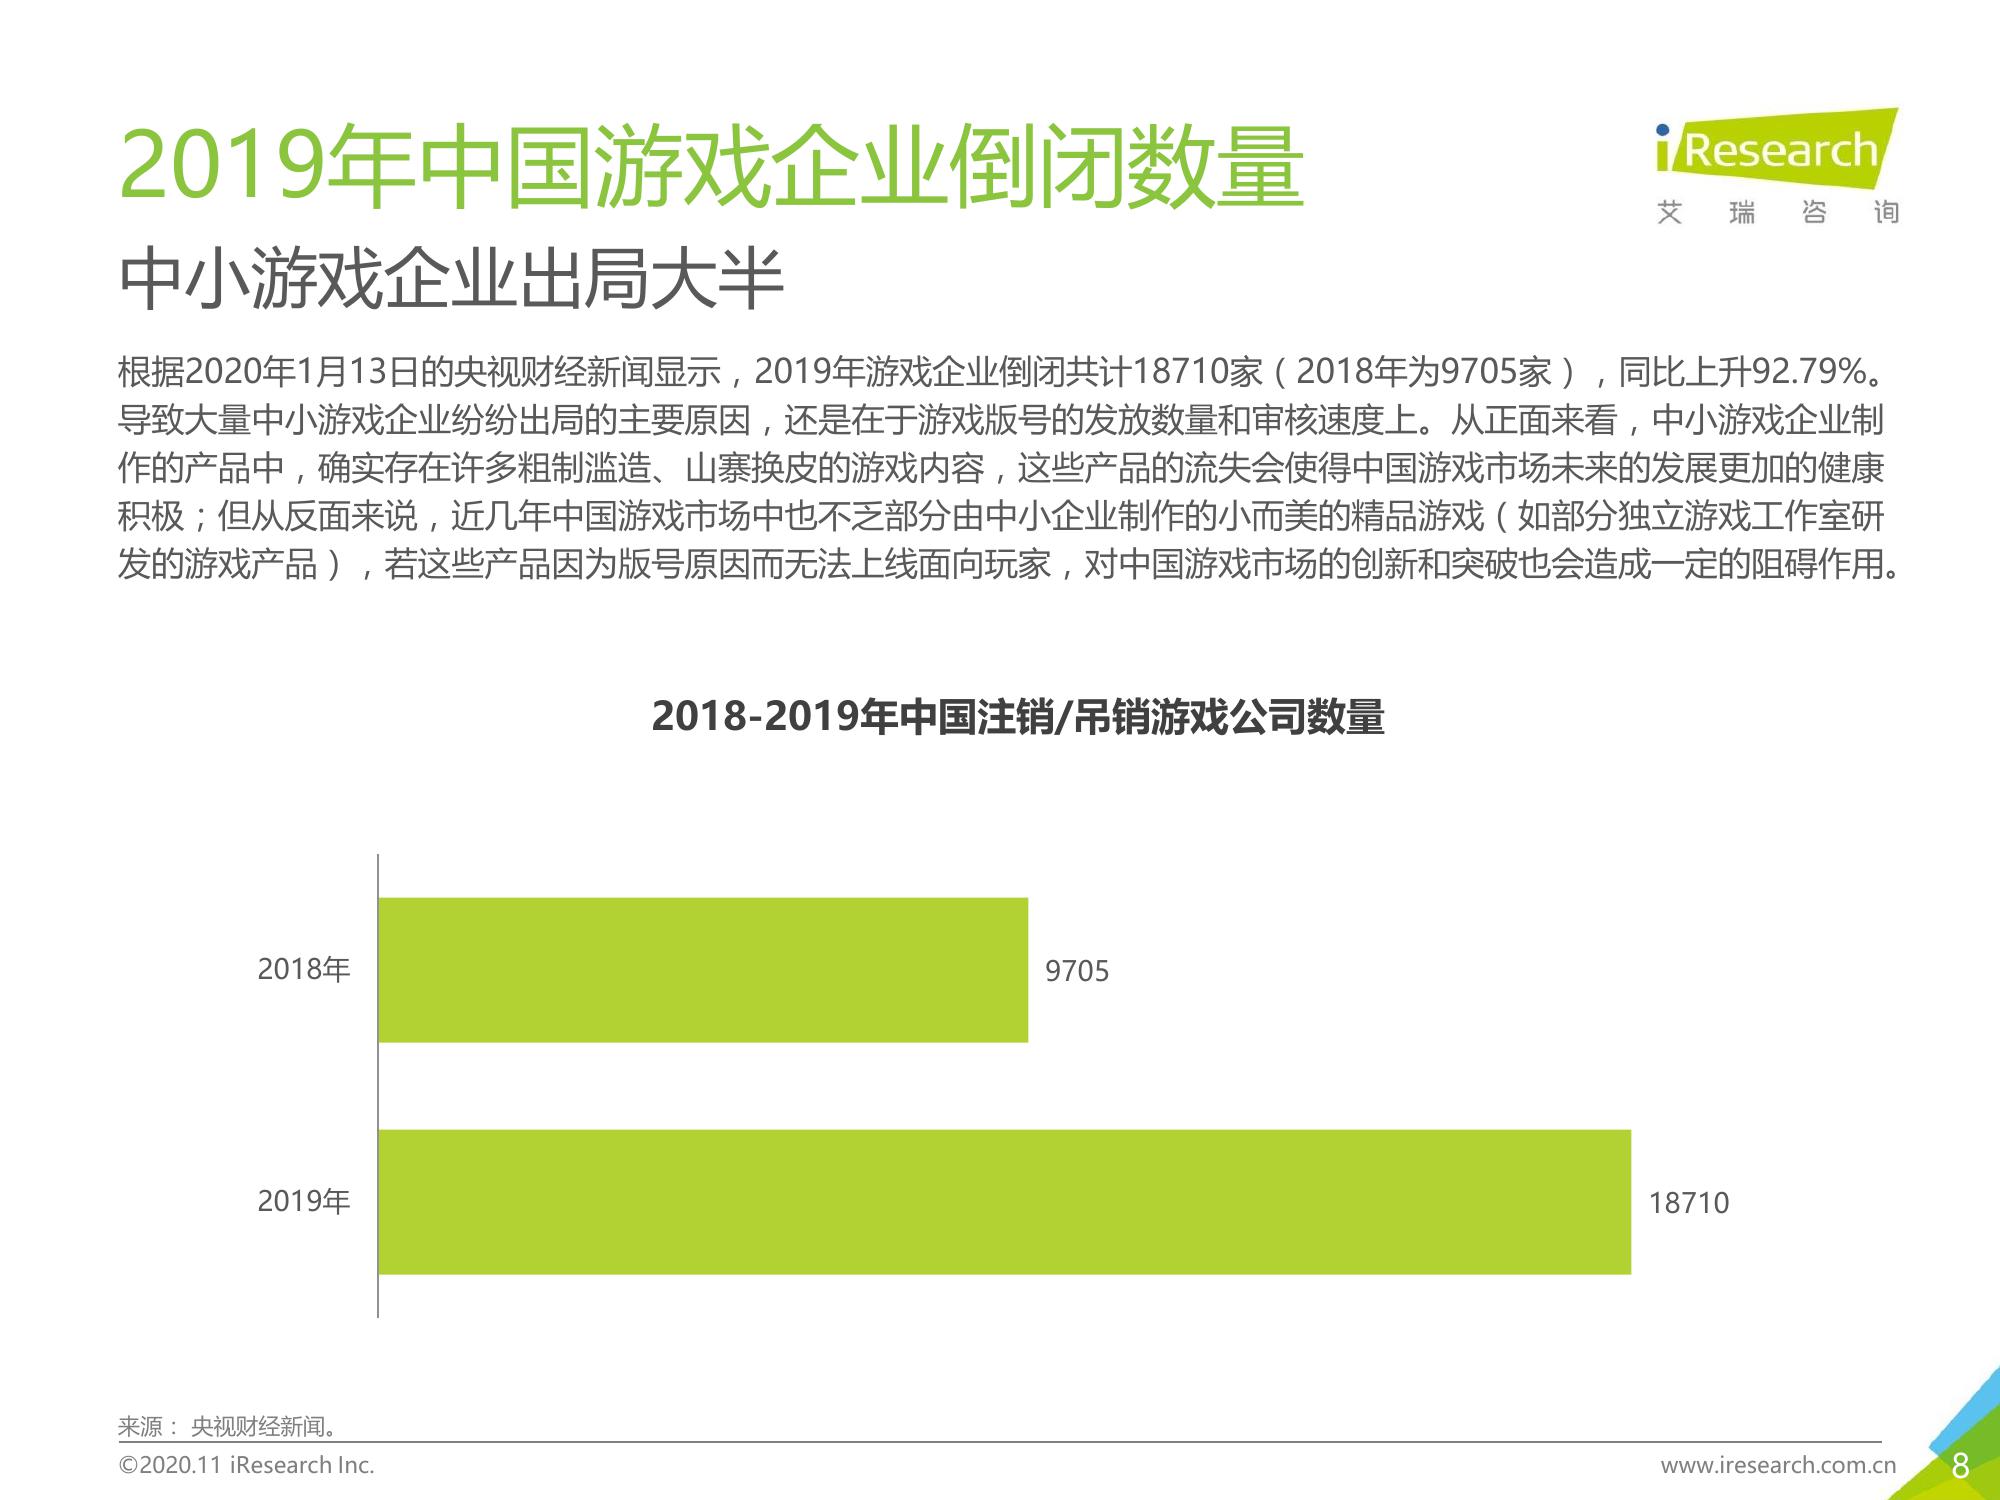 2019年中国游戏企业倒闭数量
iResearch
艾瑞咨询
中小游戏企业出局大半
根据2020年1月13日的央视财经新闻显示，2019年游戏企业倒闭共计18710家（2018年为9705家），同比上升92.79%。
导致大量中小游戏企业纷纷出局的主要原因，还是在于游戏版号的发放数量和审核速度上。从正面来看，中小游戏企业制
作的产品中，确实存在许多粗制滥造、山寨换皮的游戏内容，这些产品的流失会使得中国游戏市场未来的发展更加的健康
积极；但从反面来说，近几年中国游戏市场中也不乏部分由中小企业制作的小而美的精品游戏（如部分独立游戏工作室研
发的游戏产品），若这些产品因为版号原因而无法上线面向玩家，对中国游戏市场的创新和突破也会造成一定的阻碍作用。
2018-2019年中国注销/吊销游戏公司数量
2018年
9705
2019年
18710
来源：央视财经新闻。
©2020.11 iResearch Inc.
www.iresearch.com.cn
8